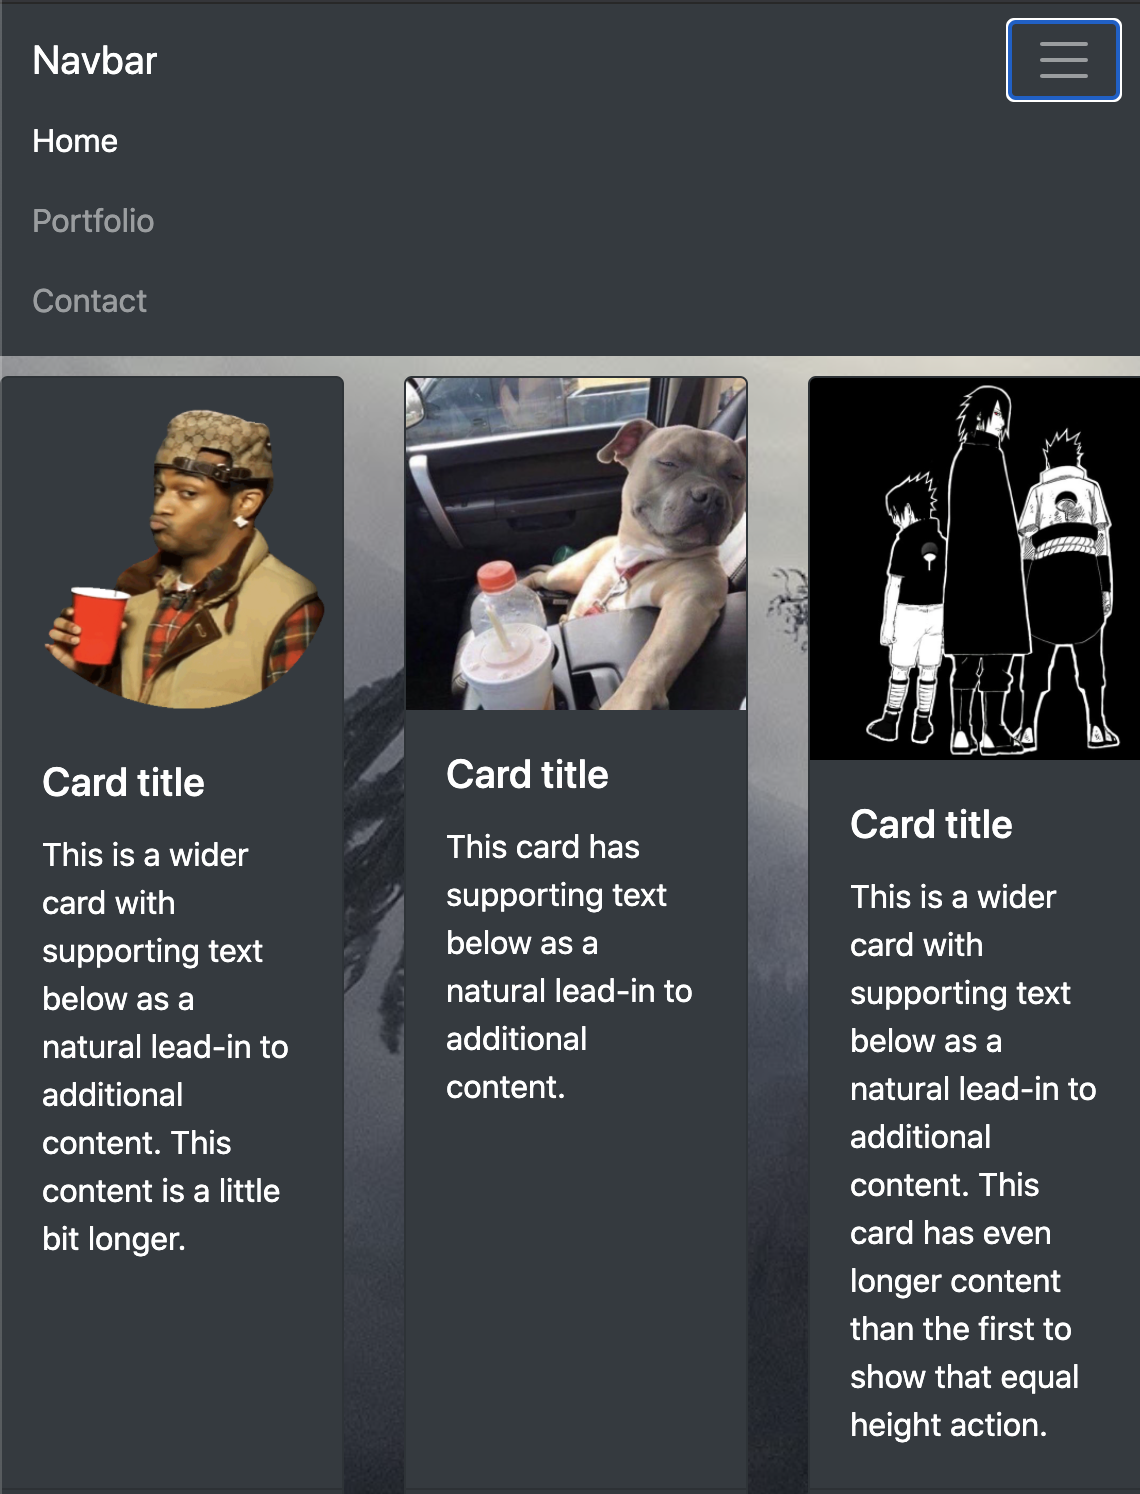 Navbar
Home
Portfolio
Contact
Card title
This is a wider
card with
supporting text
below as a
natural lead-in to
additional
content. This
content is a little
bit longer.
Card title
This card has
supporting text
below as a
natural lead-in to
additional
content.
Card title
This is a wider
card with
supporting text
below as a
natural lead-in to
additional
content. This
card has even
longer content
than the first to
show that equal
height action.